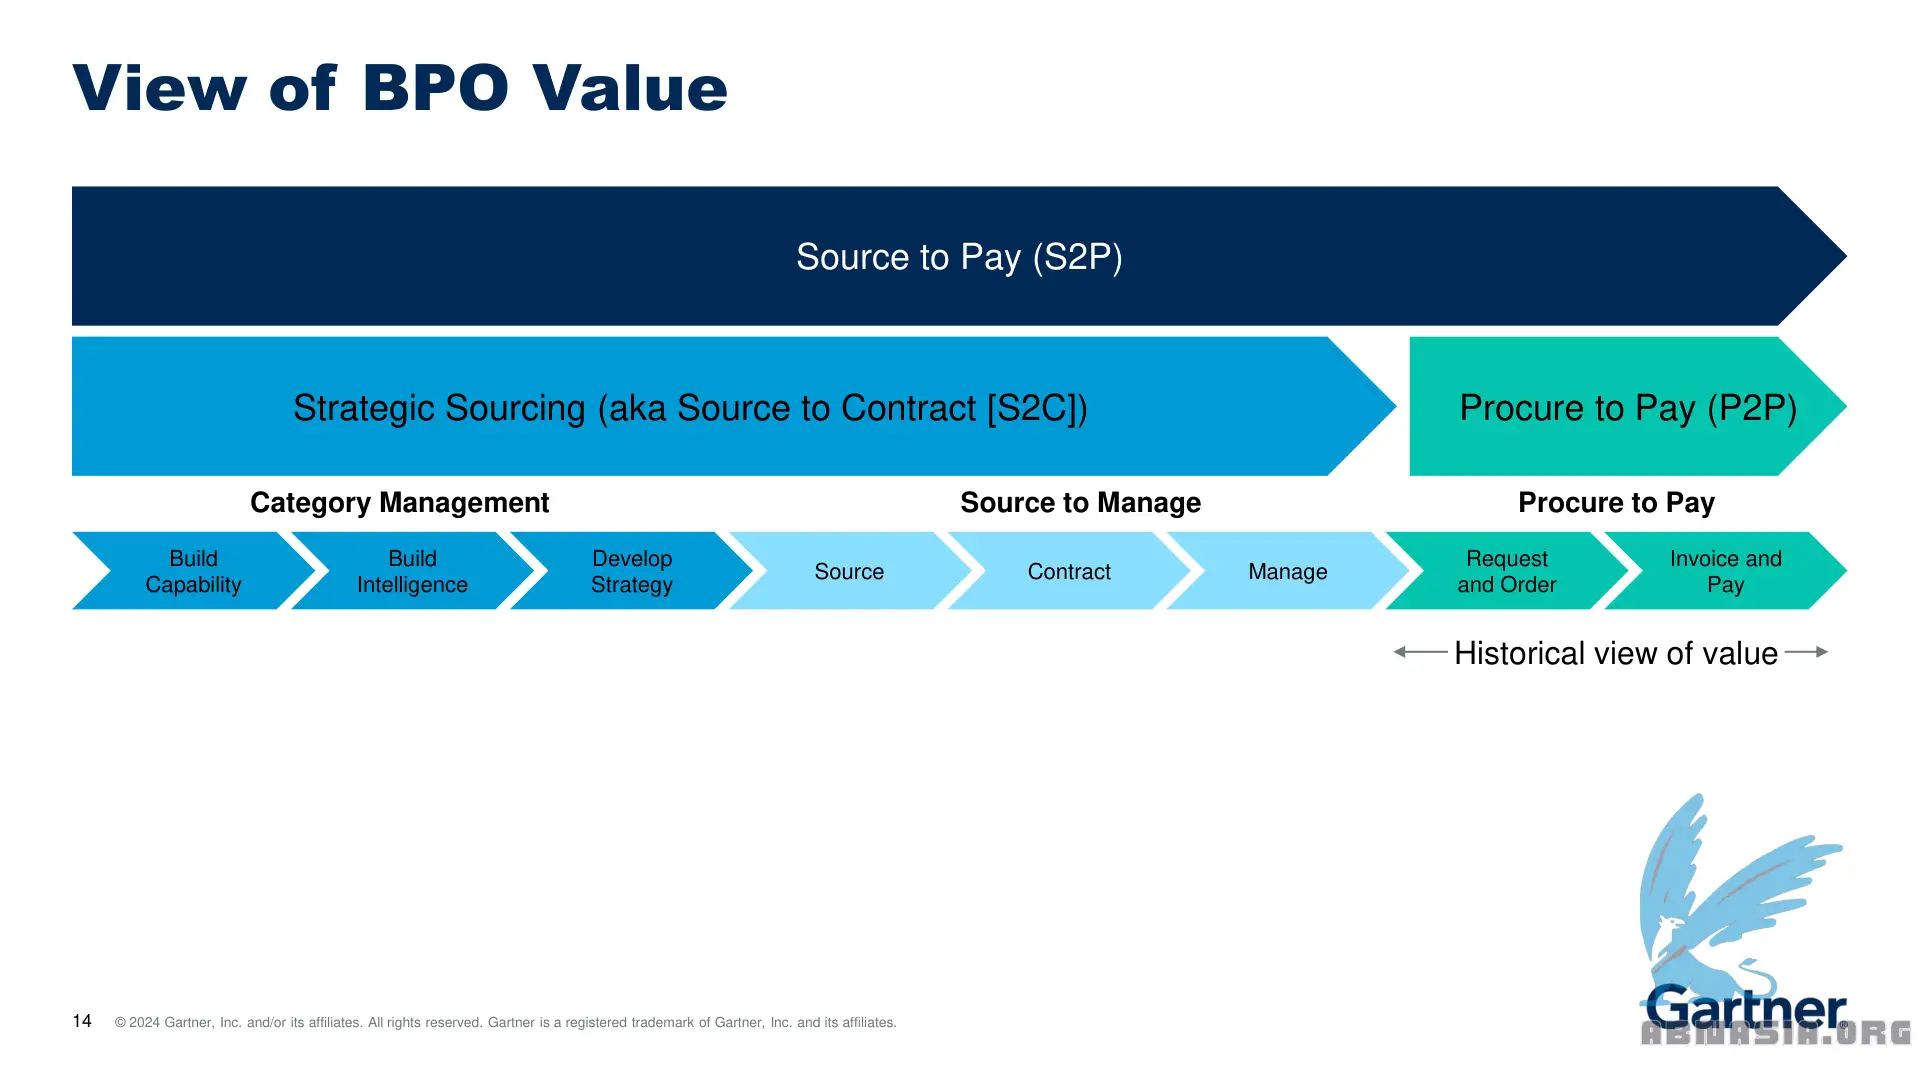 View of BPO Value
Source to Pay (S2P)
Strategic Sourcing (aka Source to Contract [S2C])
Procure to Pay (P2P)
Category Management
Source to Manage
Procure to Pay
Build
Capability
Build
Intelligence
Develop
Strategy
Source
Contract
Manage
Request
and Order
Invoice and
Pay
Historical view of value
14
© 2024 Gartner, Inc. and/or its affiliates. All rights reserved. Gartner is a registered trademark of Gartner, Inc. and its affiliates.
Gartner®
ABNASIA.ORG